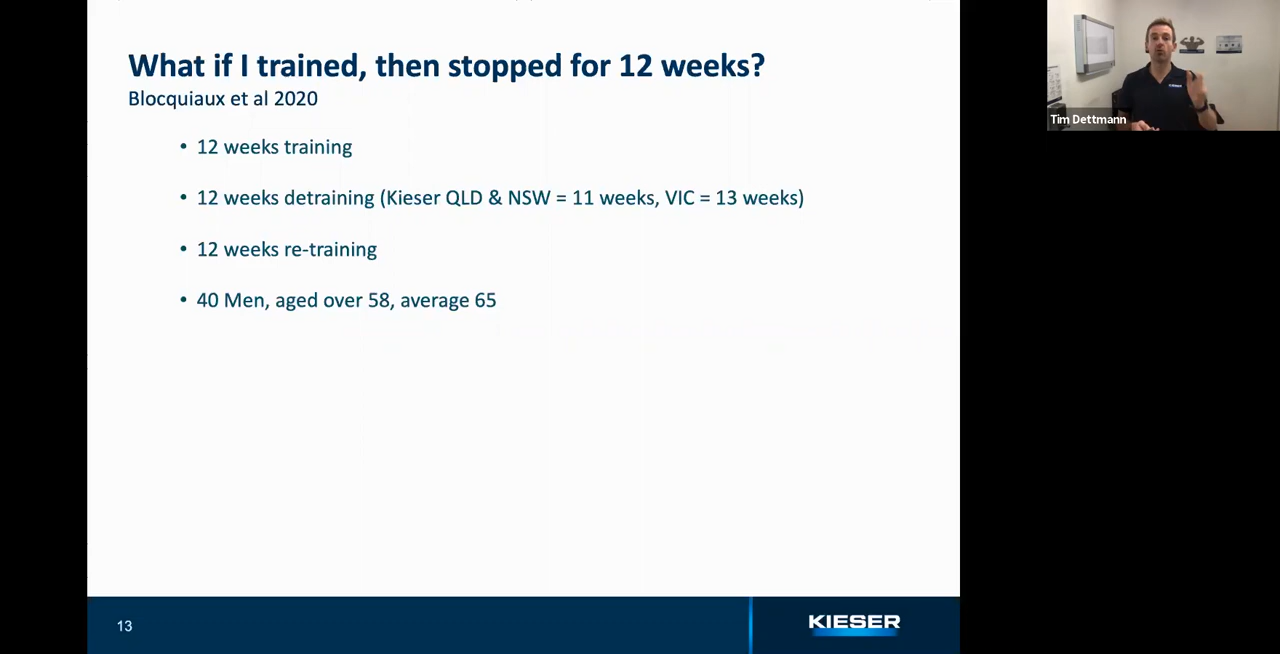 What if I trained, then stopped for 12 weeks?
Blocquiaux et al 2020
• 12 weeks training
• 12 weeks detraining (Kieser QLD & NSW = 11 weeks, VIC = 13 weeks)
• 12 weeks re-training
• 40 Men, aged over 58, average 65
13
KIESER
Tim Dettmann